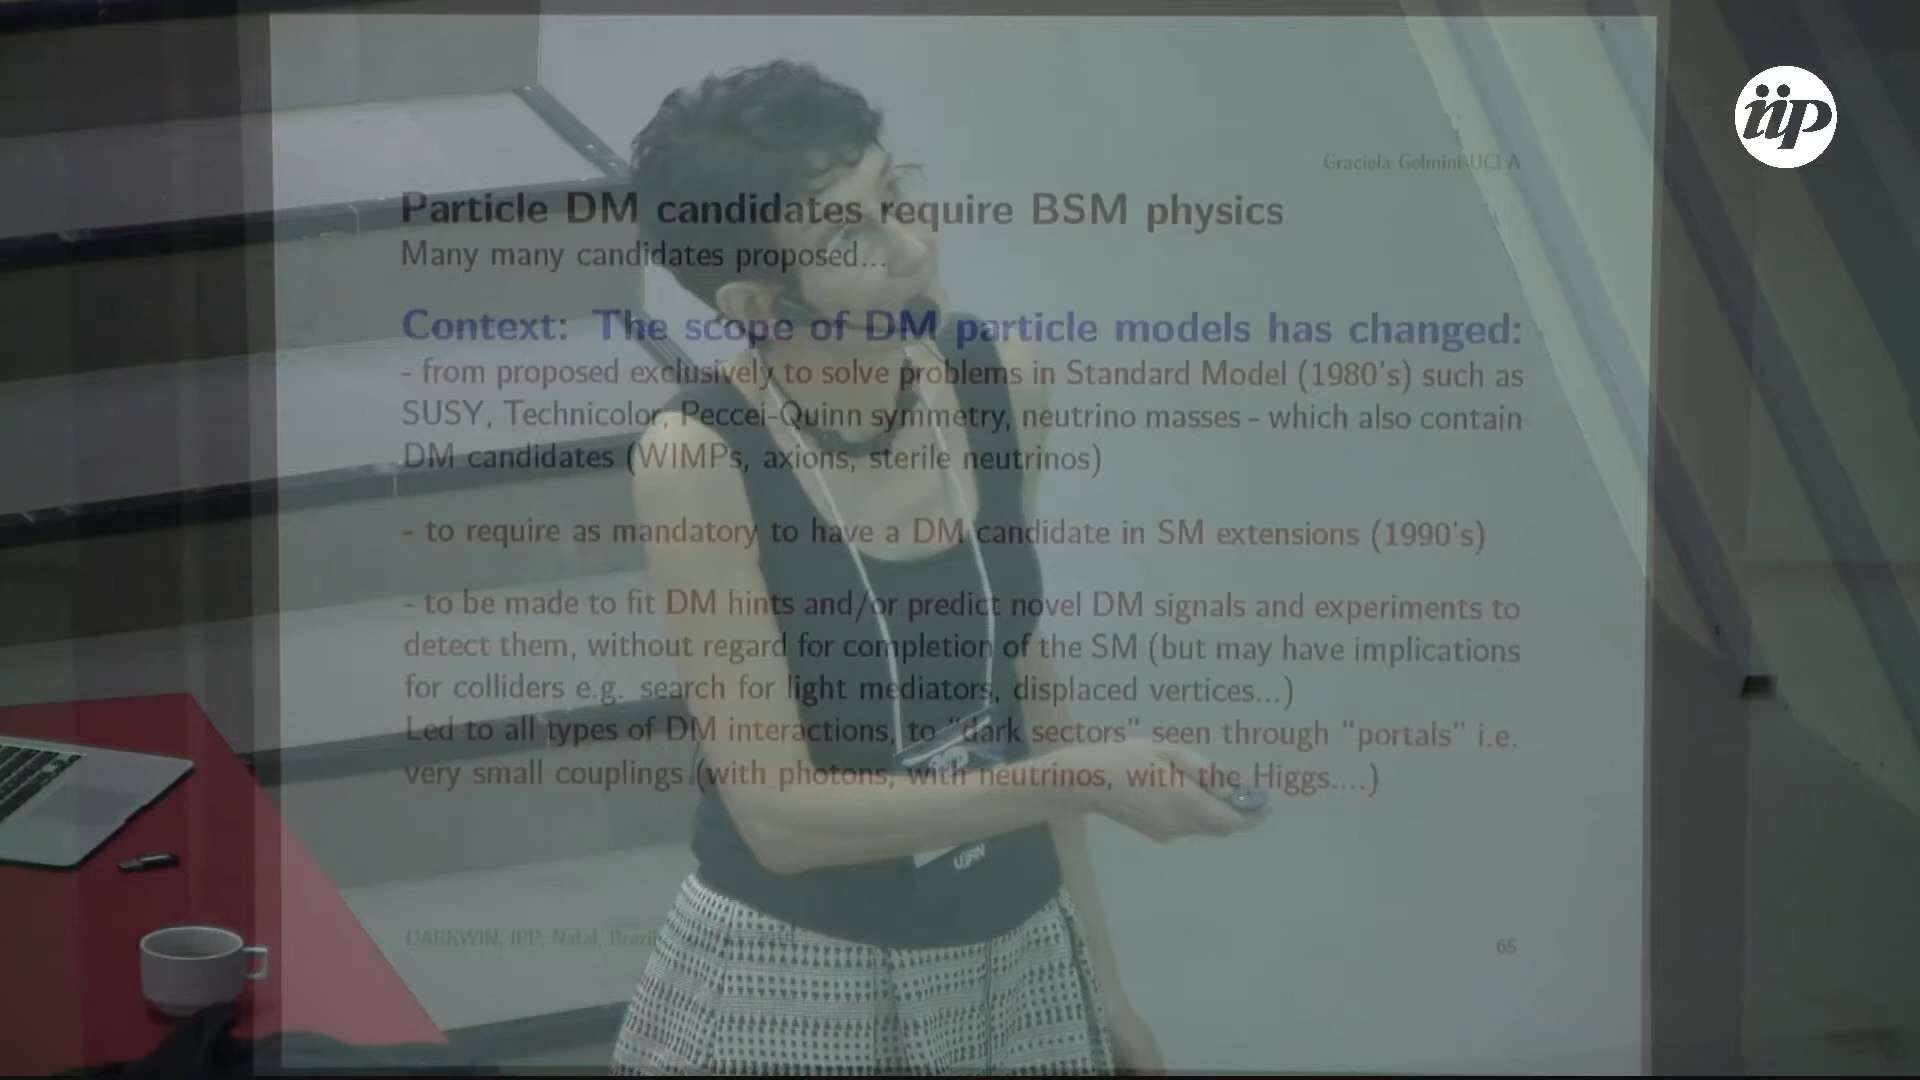 iip
Graciela Gelmini-UCLA
Particle DM candidates require BSM physics
Many many candidates proposed...
Context: The scope of DM particle models has changed:
- from proposed exclusively to solve problems in Standard Model (1980's) such as
SUSY, Technicolor, Peccei-Quinn symmetry, neutrino masses - which also contain
DM candidates (WIMPs, axions, sterile neutrinos)
- to require as mandatory to have a DM candidate in SM extensions (1990's)
- to be made to fit DM hints and/or predict novel DM signals and experiments to
detect them, without regard for completion of the SM (but may have implications
for colliders e.g. search for light mediators, displaced vertices...)
Led to all types of DM interactions, to "dark sectors" seen through "portals" i.e.
very small couplings (with photons, with neutrinos, with the Higgs....)
UFRN
DARKWIN, IPP, Natal, Brazil
65